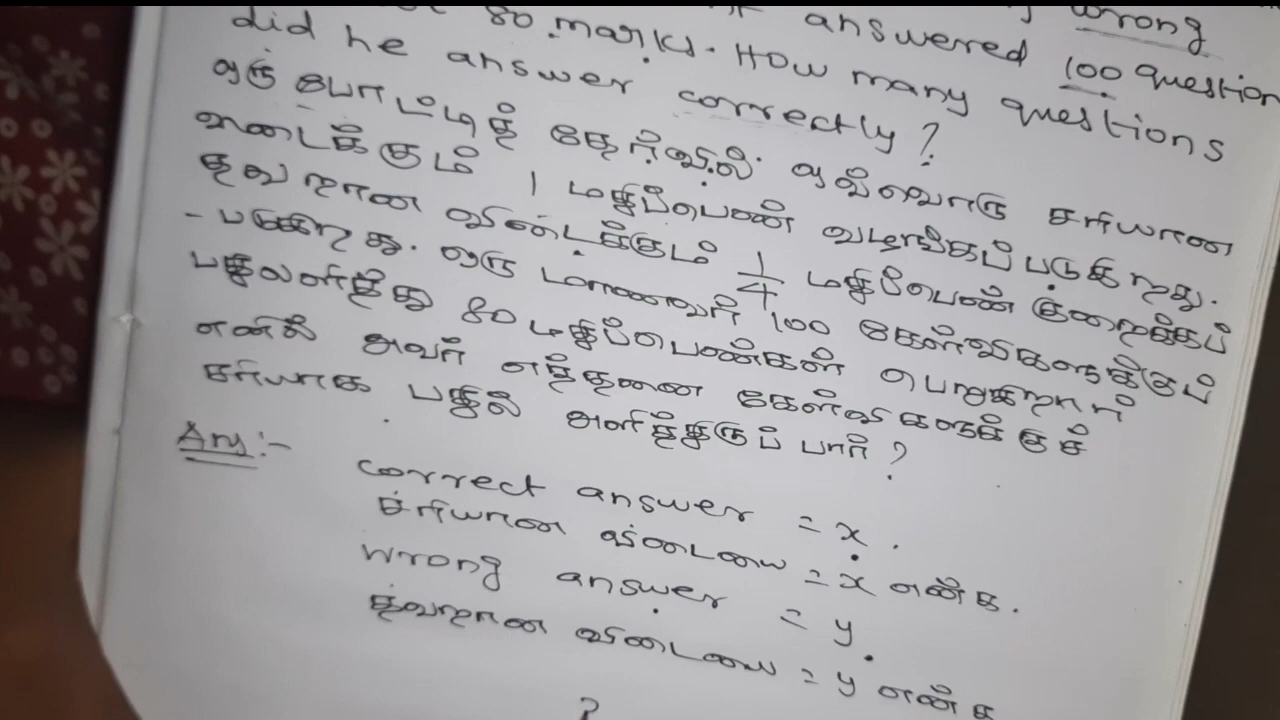 wrong
80 marks. How many answered 100 question
did he answer correctly? questions
ஒரு போட்டித் தேர்வில் ஒவ்வொரு சரியான
விடைக்கும் 1 மதிப்பெண் வழங்கப்படுகிறது.
தவறான விடைக்கும் 1/4 மதிப்பெண் குறைக்கப்
-படுகிறது. ஒரு மாணவர் 100 கேள்விகளுக்குப்
பதிலளித்து 80 மதிப்பெண்கள் பெறுகிறார்
எனில் அவர் எத்தனை கேள்விகளுக்குச்
சரியாக பதில் அளித்திருப்பார்?
Ans:-
correct answer = x.
சரியான விடையை = x என்க.
wrong answer = y.
தவறான விடையை = y என்க